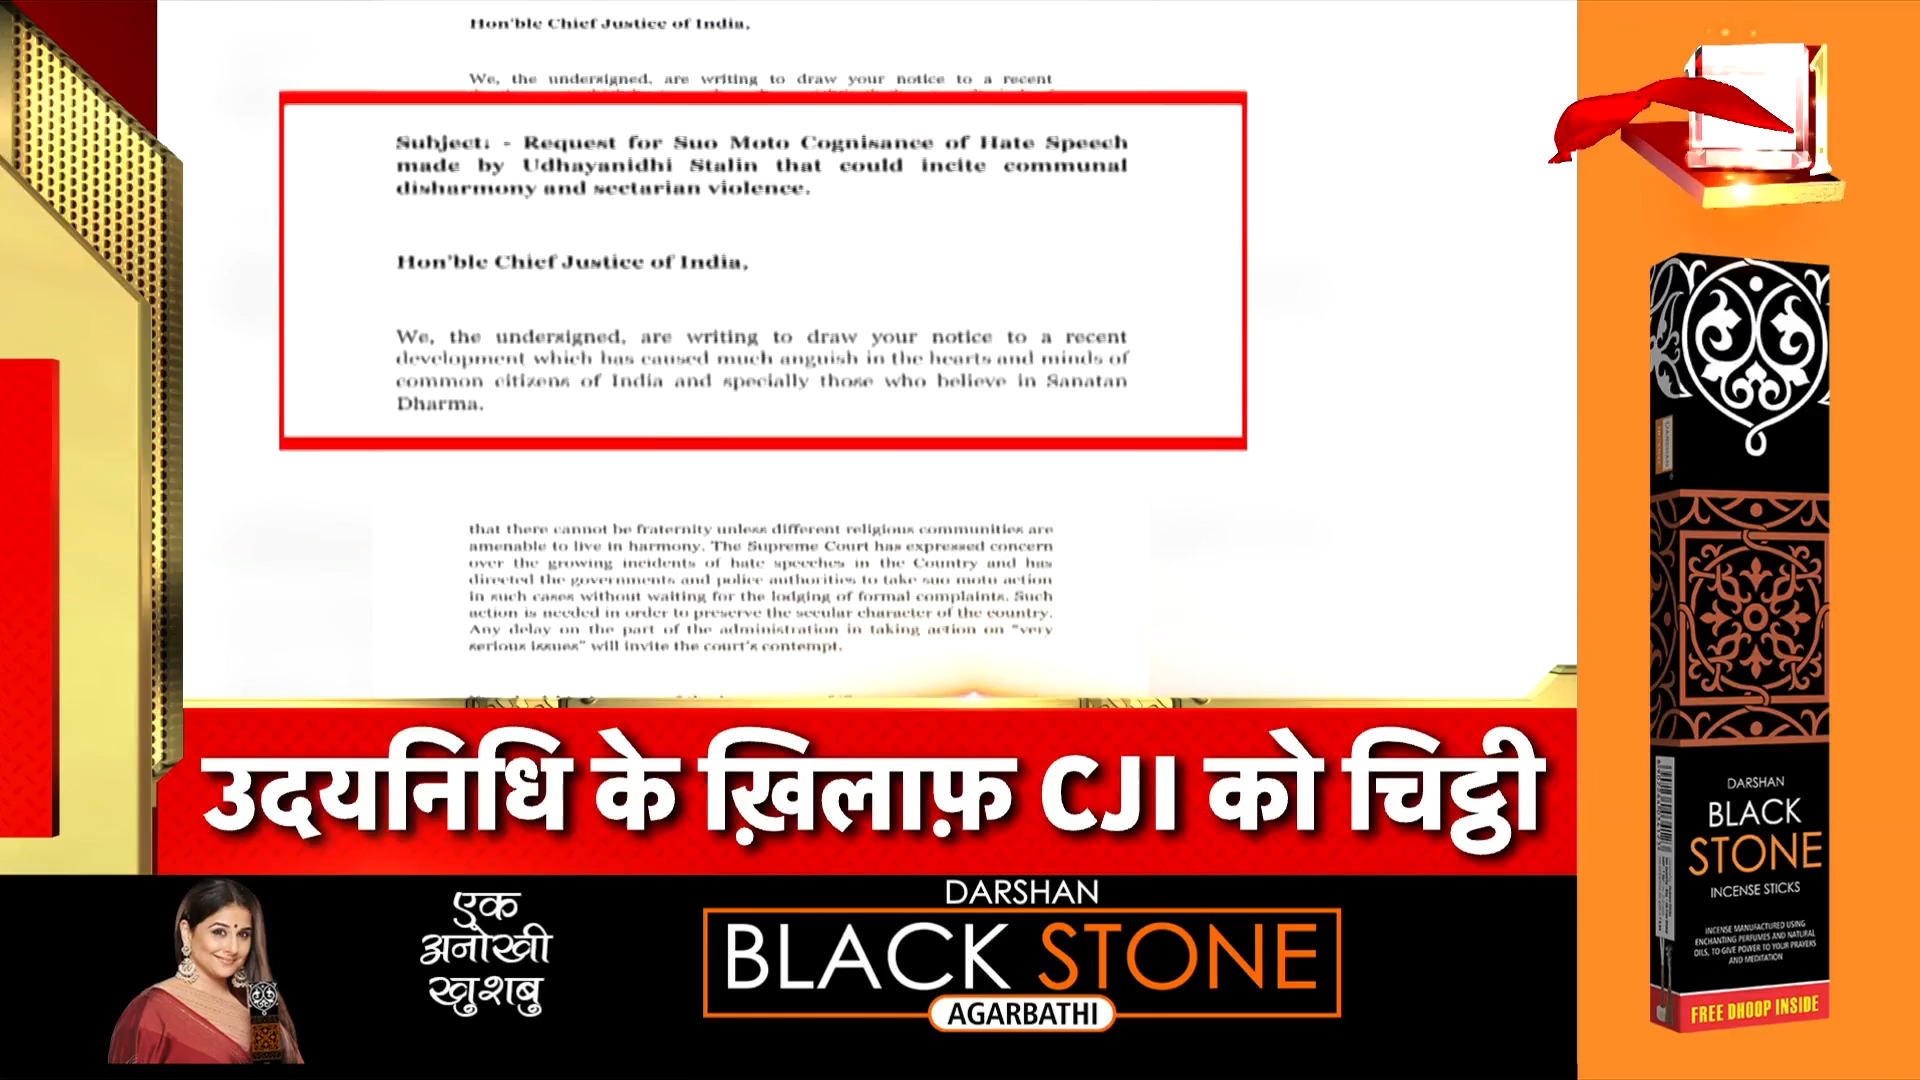 Hon'ble Chief Justice of India,
We, the undersigned, are writing to draw your notice to a recent
Subject: - Request for Suo Moto Cognisance of Hate Speech
made by Udhayanidhi Stalin that could incite communal
disharmony and sectarian violence.
Hon'ble Chief Justice of India,
We, the undersigned, are writing to draw your notice to a recent
development which has caused much anguish in the hearts and minds of
common citizens of India and specially those who believe in Sanatan
Dharma.
that there cannot be fraternity unless different religious communities are
amenable to live in harmony. The Supreme Court has expressed concern
over the growing incidents of hate speeches in the Country and has
directed the governments and police authorities to take suo motu action
in such cases without waiting for the lodging of formal complaints. Such
action is needed in order to preserve the secular character of the country.
Any delay on the part of the administration in taking action on "very
serious issues" will invite the court's contempt.
उदयनिधि के ख़िलाफ़ CJI को चिट्ठी
एक
अनोखी
खुशबु
DARSHAN
BLACK STONE
AGARBATHI
1
DARSHAN
BLACK
STONE
INCENSE STICKS
INCENSE MANUFACTURED USING
ENCHANTING PERFUMES AND NATURAL
OILS, TO GIVE POWER TO YOUR PRAYERS
AND MEDITATION
FREE DHOOP INSIDE